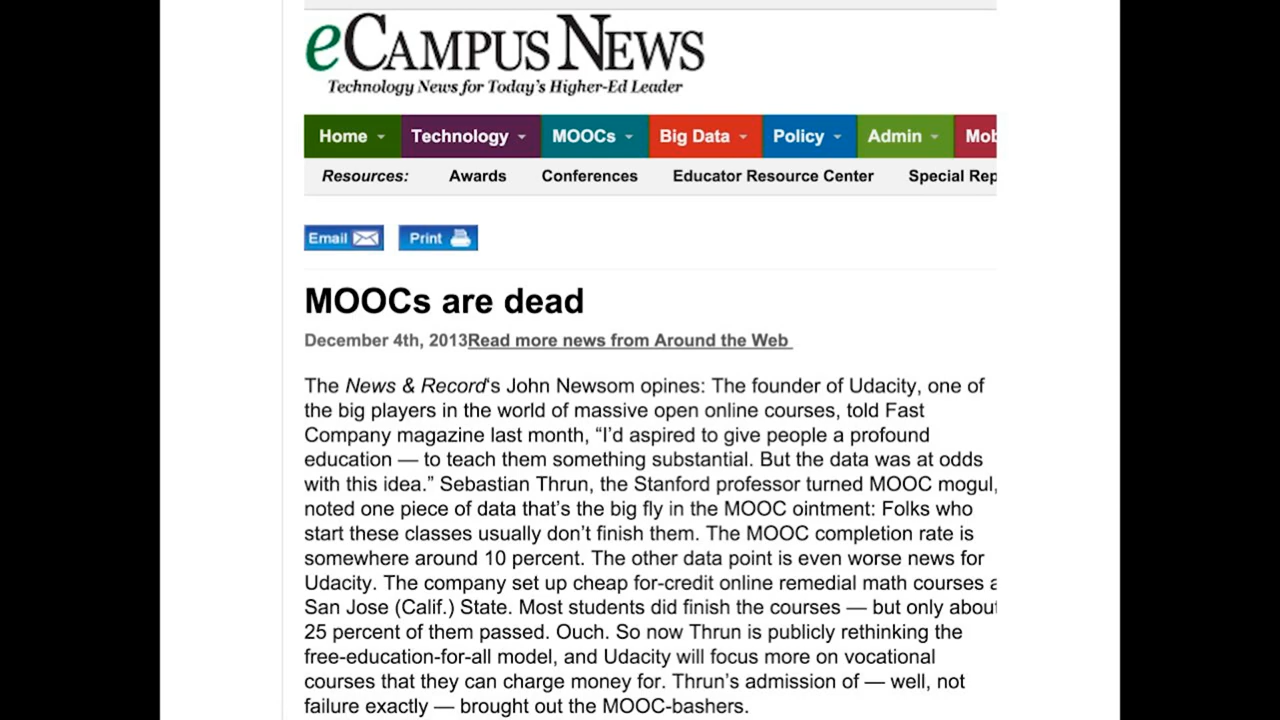 eCampus News
Technology News for Today's Higher-Ed Leader
Home Technology MOOCs Big Data Policy Admin Mob
Resources: Awards Conferences Educator Resource Center Special Rep
Email Print
MOOCs are dead
December 4th, 2013Read more news from Around the Web
The News & Record's John Newsom opines: The founder of Udacity, one of
the big players in the world of massive open online courses, told Fast
Company magazine last month, “I’d aspired to give people a profound
education — to teach them something substantial. But the data was at odds
with this idea.” Sebastian Thrun, the Stanford professor turned MOOC mogul,
noted one piece of data that’s the big fly in the MOOC ointment: Folks who
start these classes usually don’t finish them. The MOOC completion rate is
somewhere around 10 percent. The other data point is even worse news for
Udacity. The company set up cheap for-credit online remedial math courses a
San Jose (Calif.) State. Most students did finish the courses — but only about
25 percent of them passed. Ouch. So now Thrun is publicly rethinking the
free-education-for-all model, and Udacity will focus more on vocational
courses that they can charge money for. Thrun’s admission of — well, not
failure exactly — brought out the MOOC-bashers.